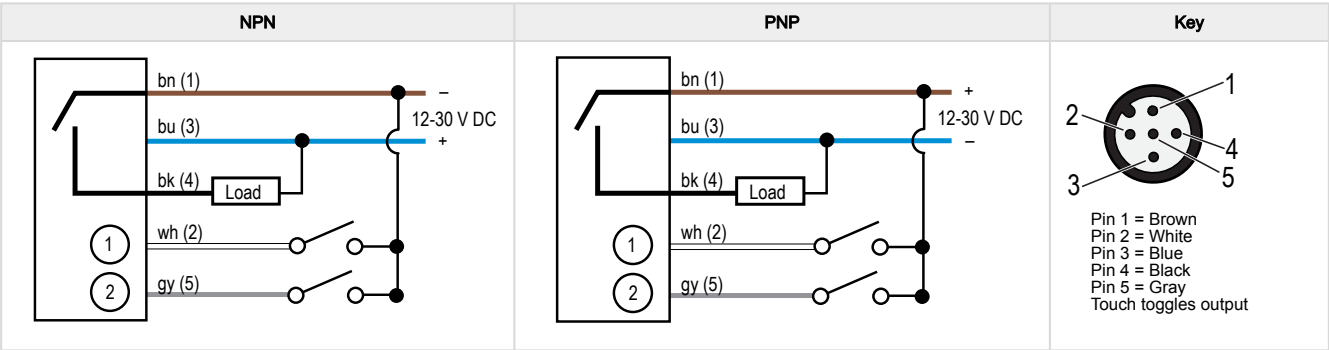 NPN
PNP
Key
bn (1)
–
12-30 V DC
bu (3)
+
bk (4)
Load
wh (2)
1
gy (5)
2
bn (1)
+
12-30 V DC
bu (3)
–
bk (4)
Load
wh (2)
1
gy (5)
2
1
2
4
5
3
Pin 1 = Brown
Pin 2 = White
Pin 3 = Blue
Pin 4 = Black
Pin 5 = Gray
Touch toggles output